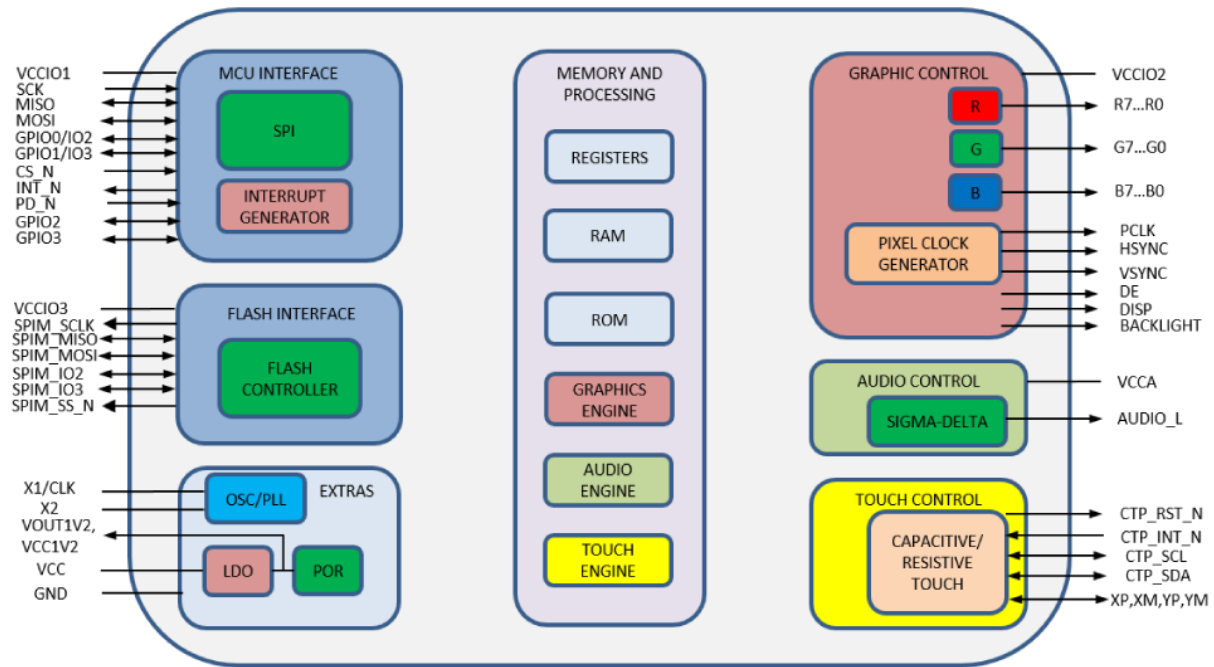 VCCIO1
SCK
MISO
MOSI
GPIO0/IO2
GPIO1/IO3
CS_N
INT_N
PD_N
GPIO2
GPIO3
MCU INTERFACE
SPI
INTERRUPT
GENERATOR
VCCIO3
SPIM_SCLK
SPIM_MISO
SPIM_MOSI
SPIM_IO2
SPIM_IO3
SPIM_SS_N
FLASH INTERFACE
FLASH
CONTROLLER
X1/CLK
X2
VOUT1V2,
VCC1V2
VCC
GND
OSC/PLL
EXTRAS
LDO
POR
MEMORY AND
PROCESSING
REGISTERS
RAM
ROM
GRAPHICS
ENGINE
AUDIO
ENGINE
TOUCH
ENGINE
GRAPHIC CONTROL
R
G
B
PIXEL CLOCK
GENERATOR
VCCIO2
R7...R0
G7...G0
B7...B0
PCLK
HSYNC
VSYNC
DE
DISP
BACKLIGHT
AUDIO CONTROL
SIGMA-DELTA
VCCA
AUDIO_L
TOUCH CONTROL
CAPACITIVE/
RESISTIVE
TOUCH
CTP_RST_N
CTP_INT_N
CTP_SCL
CTP_SDA
XP,XM,YP,YM